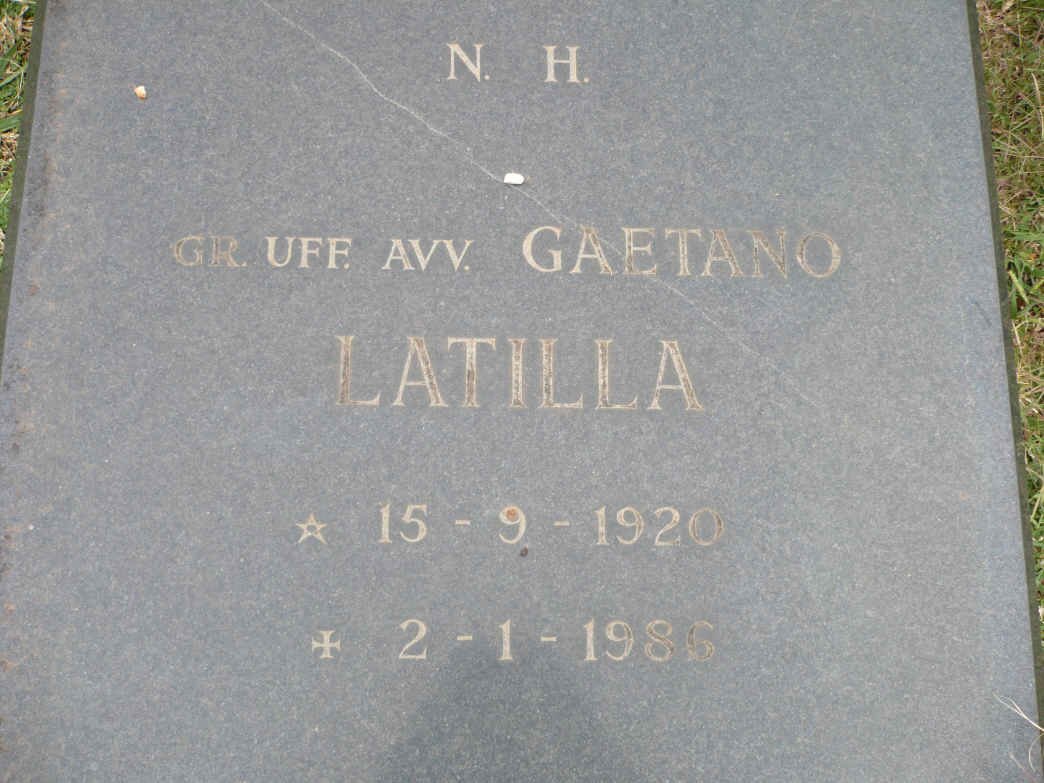 N. H.
GR. UFF. AVV. GAETANO
LATILLA
☆ 15 - 9 - 1920
✠ 2 - 1 - 1986